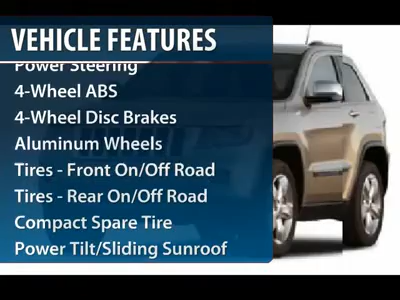 VEHICLE FEATURES
Power Steering
4-Wheel ABS
4-Wheel Disc Brakes
Aluminum Wheels
Tires - Front On/Off Road
Tires - Rear On/Off Road
Compact Spare Tire
Power Tilt/Sliding Sunroof